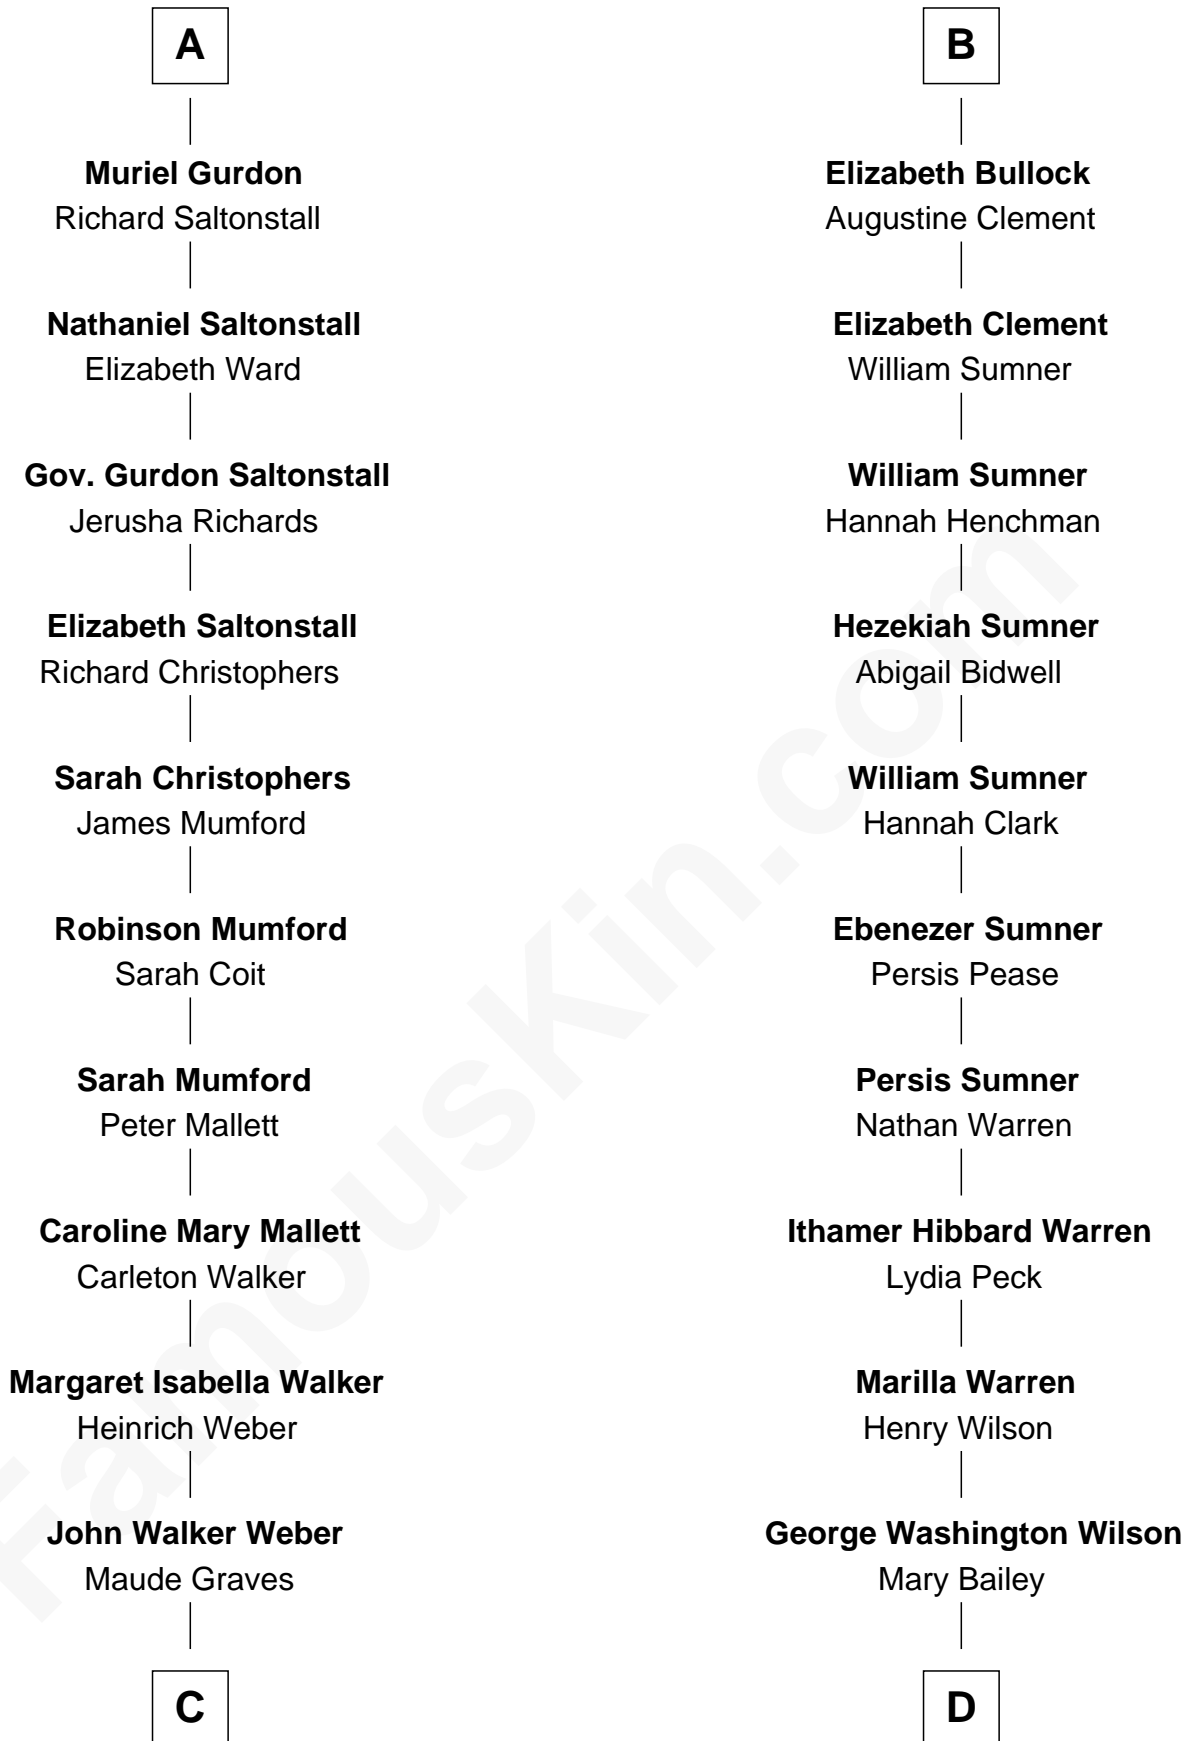 A
Muriel Gurdon
Richard Saltonstall
Nathaniel Saltonstall
Elizabeth Ward
Gov. Gurdon Saltonstall
Jerusha Richards
Elizabeth Saltonstall
Richard Christophers
Sarah Christophers
James Mumford
Robinson Mumford
Sarah Coit
Sarah Mumford
Peter Mallett
Caroline Mary Mallett
Carleton Walker
Margaret Isabella Walker
Heinrich Weber
John Walker Weber
Maude Graves
C
B
Elizabeth Bullock
Augustine Clement
Elizabeth Clement
William Sumner
William Sumner
Hannah Henchman
Hezekiah Sumner
Abigail Bidwell
William Sumner
Hannah Clark
Ebenezer Sumner
Persis Pease
Persis Sumner
Nathan Warren
Ithamer Hibbard Warren
Lydia Peck
Marilla Warren
Henry Wilson
George Washington Wilson
Mary Bailey
D
FamousKin.com